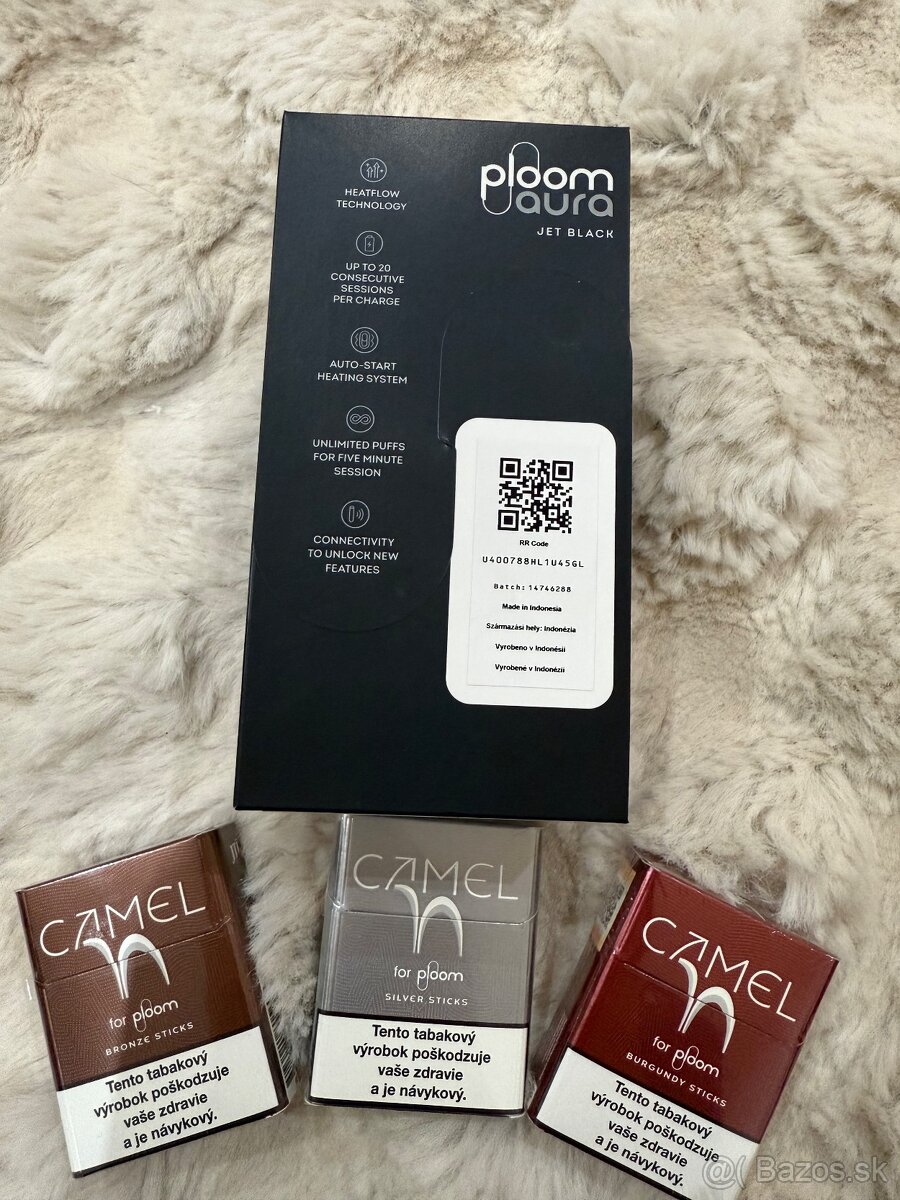 ploom
aura
JET BLACK
HEATFLOW
TECHNOLOGY
UP TO 20
CONSECUTIVE
SESSIONS
PER CHARGE
AUTO-START
HEATING SYSTEM
UNLIMITED PUFFS
FOR FIVE MINUTE
SESSION
CONNECTIVITY
TO UNLOCK NEW
FEATURES
RR Code
U400788HL1U45GL
Batch: 14746288
Made in Indonesia
Származási hely: Indonézia
Vyrobeno v Indonésii
Vyrobené v Indonézii
CAMEL
for ploom
BRONZE STICKS
Tento tabakový
výrobok poškodzuje
vaše zdravie
a je návykový.
CAMEL
for ploom
SILVER STICKS
Tento tabakový
výrobok poškodzuje
vaše zdravie
a je návykový.
CAMEL
for ploom
BURGUNDY STICKS
Tento tabakový
výrobok poškodzuje
vaše zdravie
a je návykový.
@( Bazos.sk